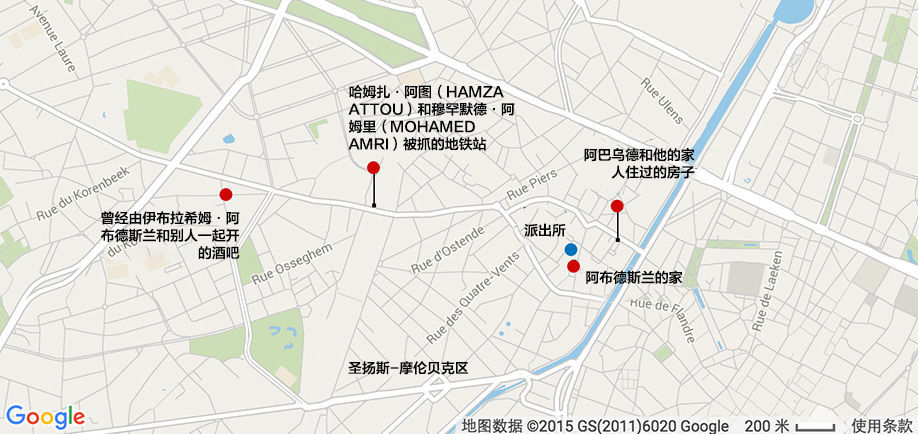 Avenue Laure
哈姆扎·阿图（HAMZA
ATTOU）和穆罕默德·阿
姆里（MOHAMED
AMRI）被抓的地铁站
Rue Ulens
阿巴乌德和他的家
人住过的房子
Rue Piers
Rue du Korenbeek
曾经由伊布拉希姆·阿
布德斯兰和别人一起开
的酒吧
du Ko
派出所
Rue d'Ostende
Rue Osseghem
阿布德斯兰的家
Rue des Quatre-Vents
Rue de Flandre
Rue de Laeken
圣扬斯-摩伦贝克区
Google
地图数据 ©2015 GS(2011)6020 Google 200 米 使用条款